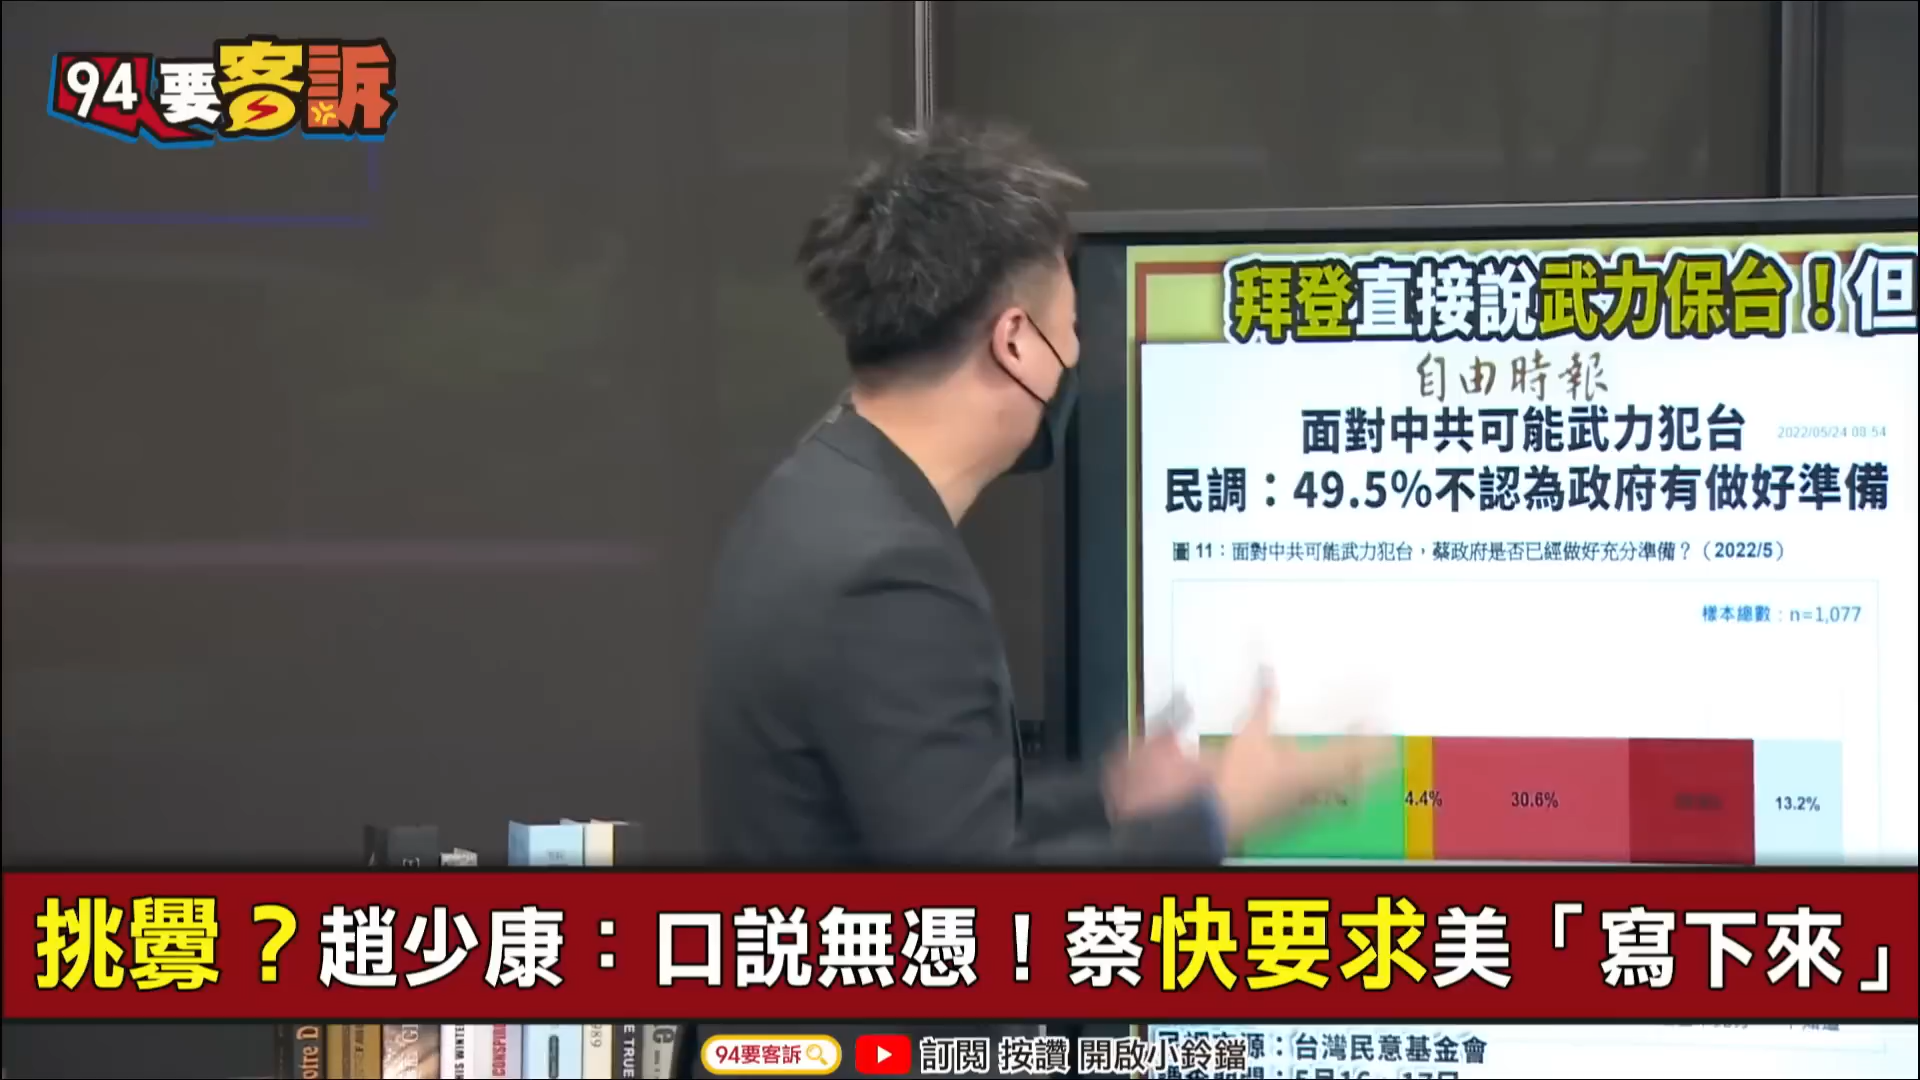 94要客訴
拜登直接說武力保台！但
自由時報
面對中共可能武力犯台
2022/05/24 08:54
民調：49.5%不認為政府有做好準備
圖 11：面對中共可能武力犯台，蔡政府是否已經做好充分準備？（2022/5）
樣本總數：n=1,077
4.4%
30.6%
13.2%
挑釁？趙少康：口説無憑！蔡快要求美「寫下來」
1989
E TRUE
CONSPI
：台灣民意基金會
94要客訴
訂閱 按讚 開啟小鈴鐺